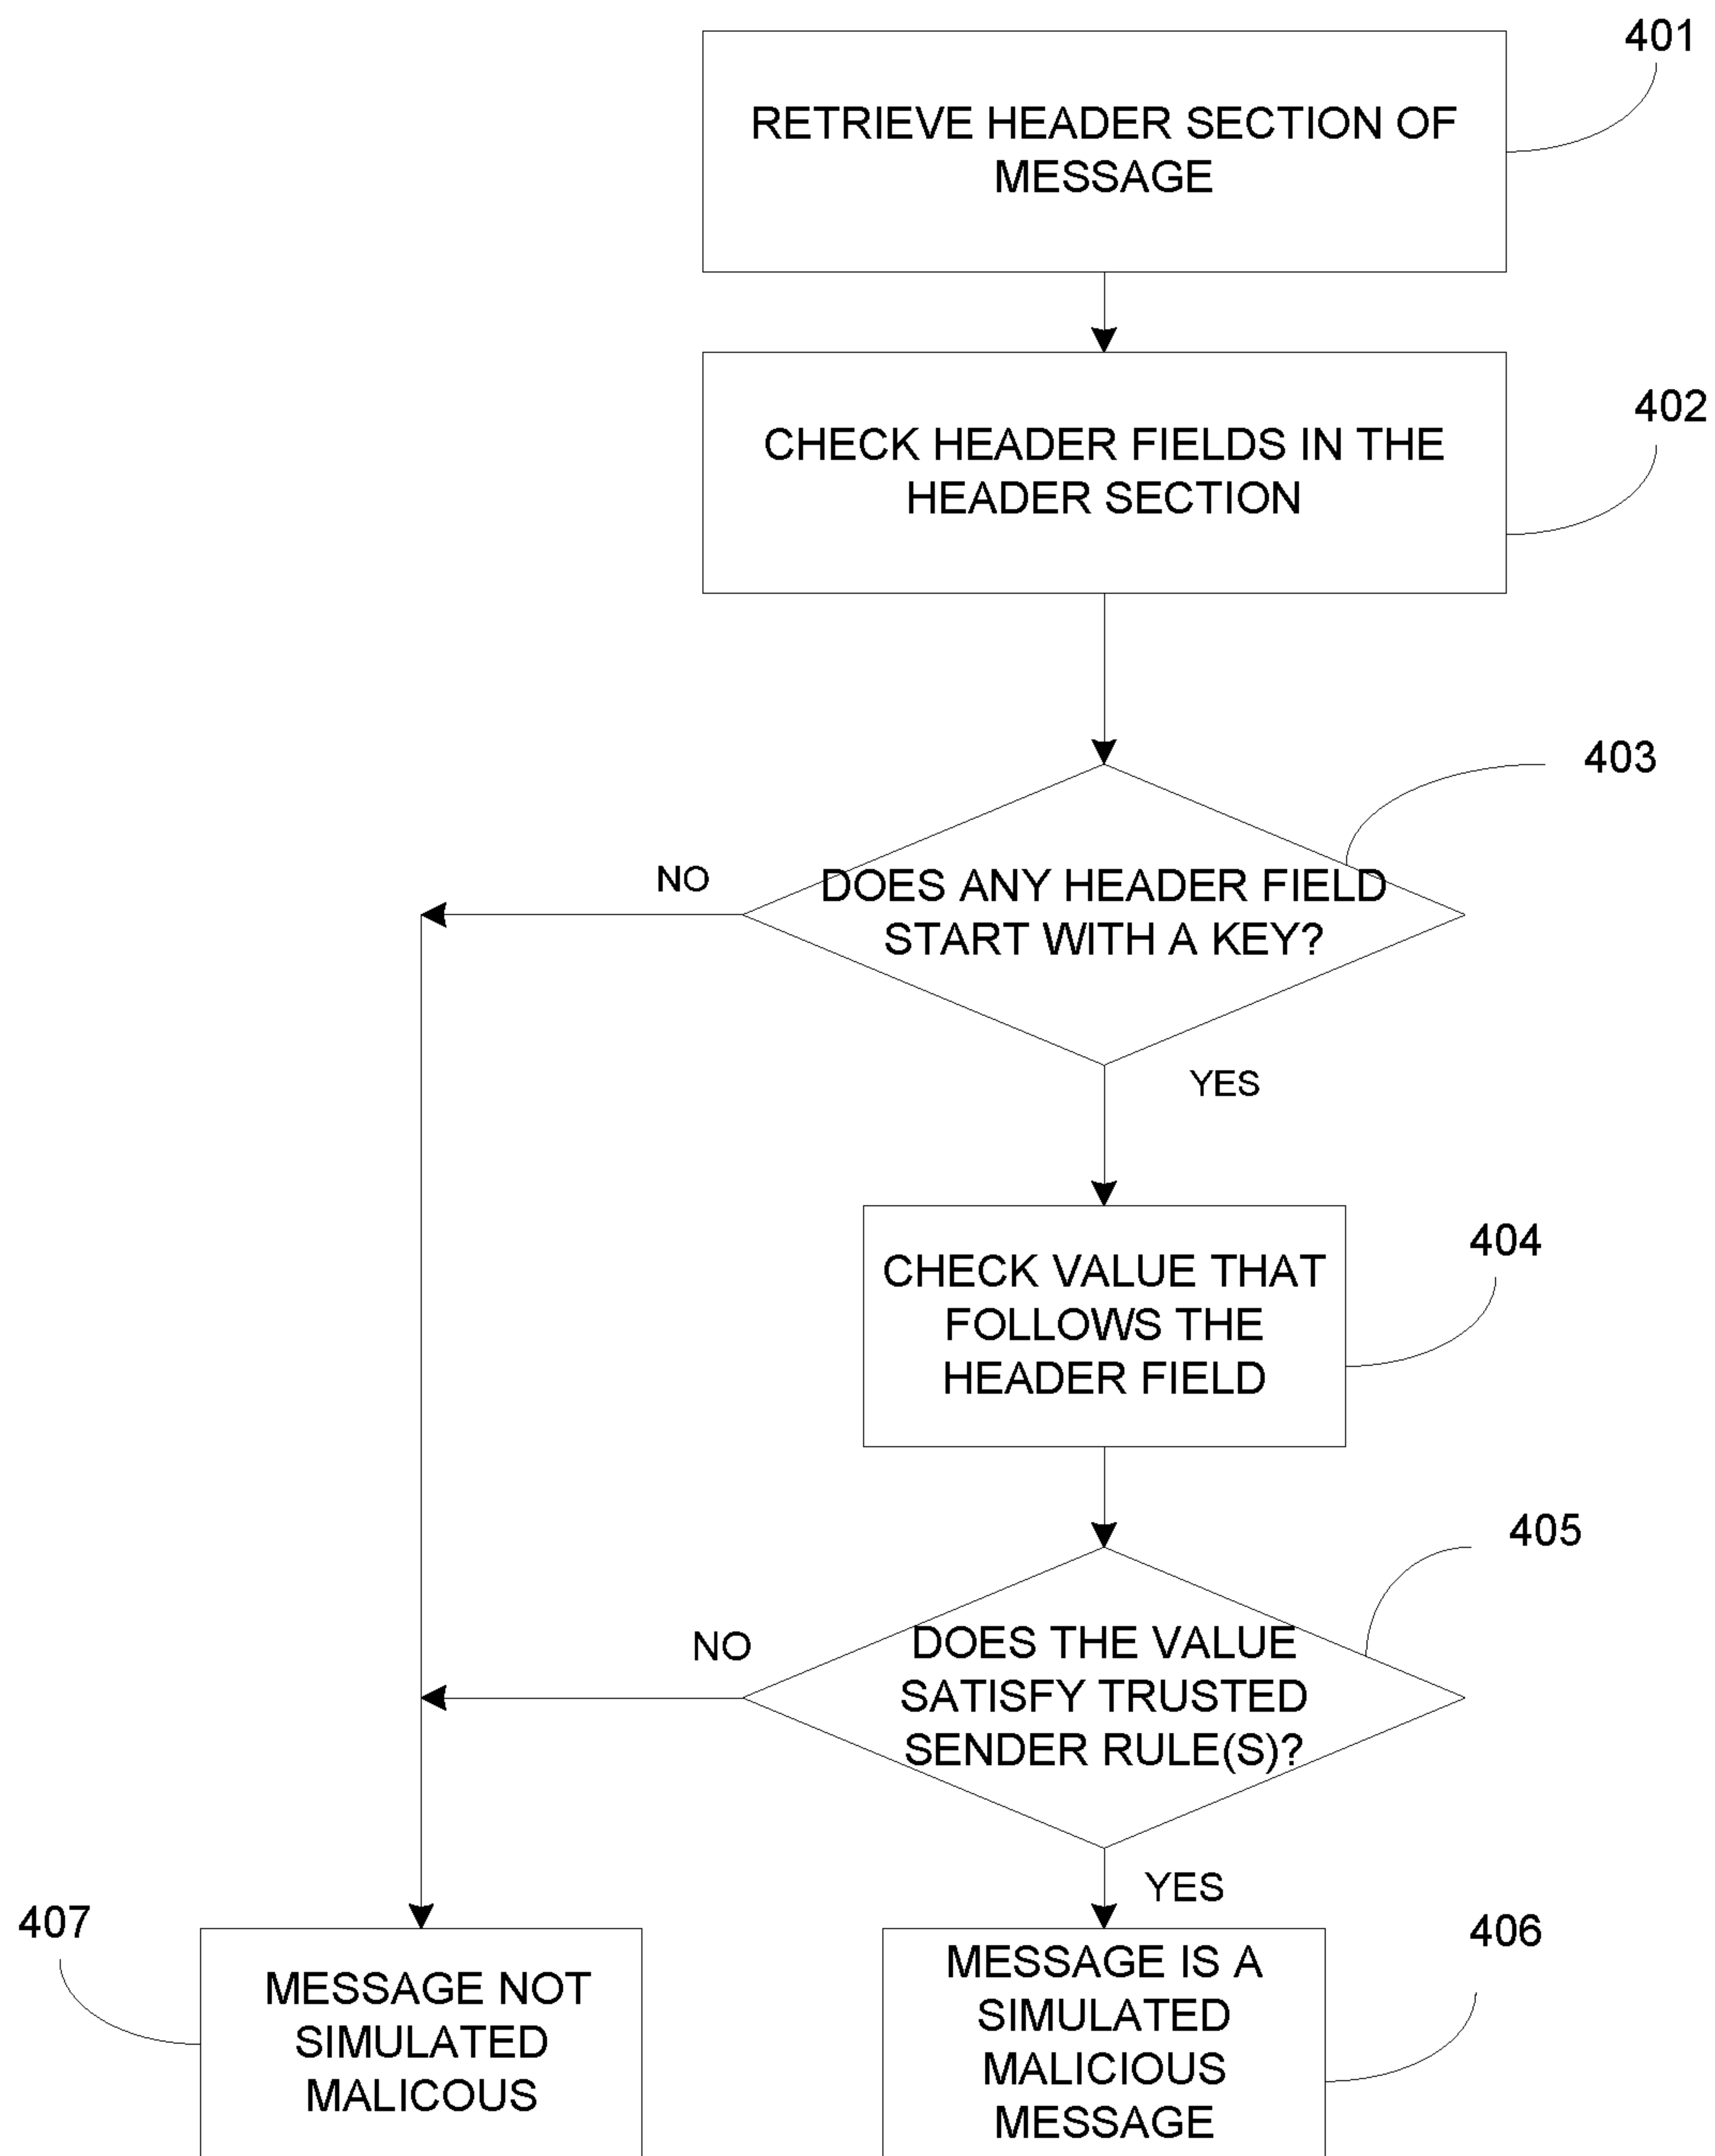 401
RETRIEVE HEADER SECTION OF
MESSAGE
402
CHECK HEADER FIELDS IN THE
HEADER SECTION
403
NO
DOES ANY HEADER FIELD
START WITH A KEY?
YES
404
CHECK VALUE THAT
FOLLOWS THE
HEADER FIELD
405
NO
DOES THE VALUE
SATISFY TRUSTED
SENDER RULE(S)?
YES
407
MESSAGE NOT
SIMULATED
MALICOUS
406
MESSAGE IS A
SIMULATED
MALICIOUS
MESSAGE